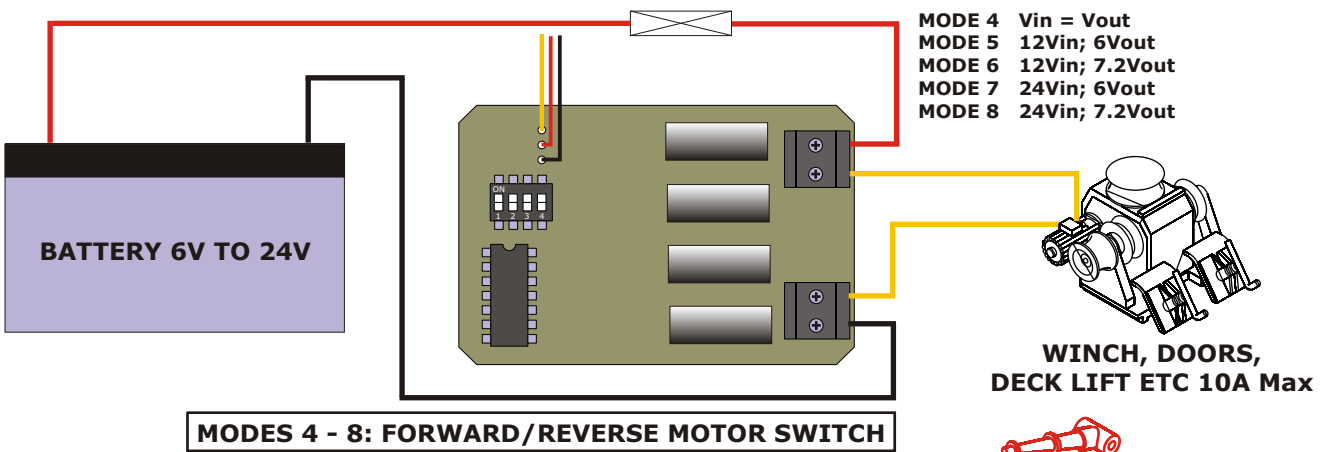 MODE 4 Vin = Vout
MODE 5 12Vin; 6Vout
MODE 6 12Vin; 7.2Vout
MODE 7 24Vin; 6Vout
MODE 8 24Vin; 7.2Vout
ON
1 2 3 4
BATTERY 6V TO 24V
WINCH, DOORS,
DECK LIFT ETC 10A Max
MODES 4 - 8: FORWARD/REVERSE MOTOR SWITCH